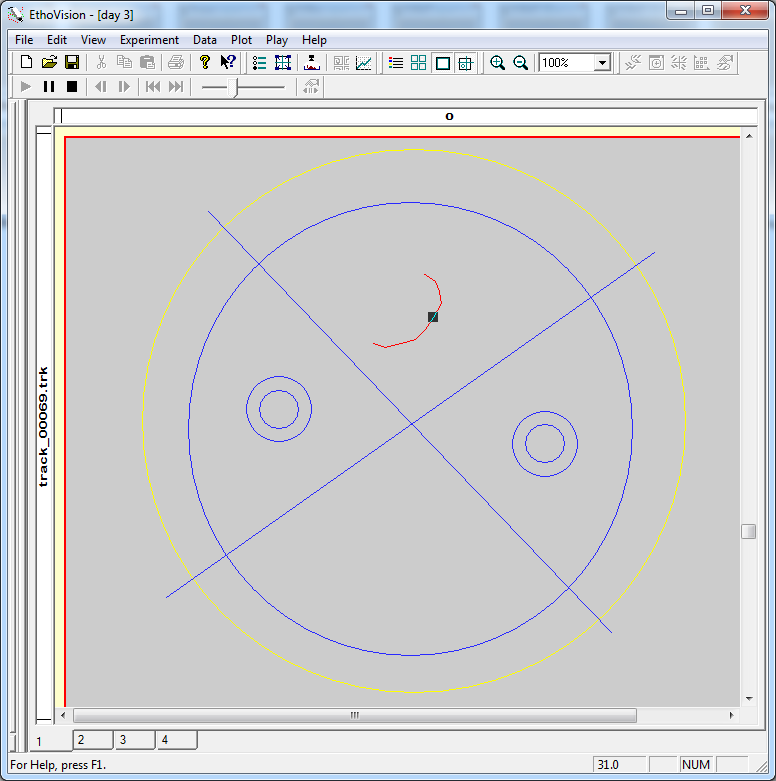 EthoVision - [day 3]
File Edit View Experiment Data Plot Play Help
100%
o
track_00069.trk
1 2 3 4
For Help, press F1.
31.0
NUM